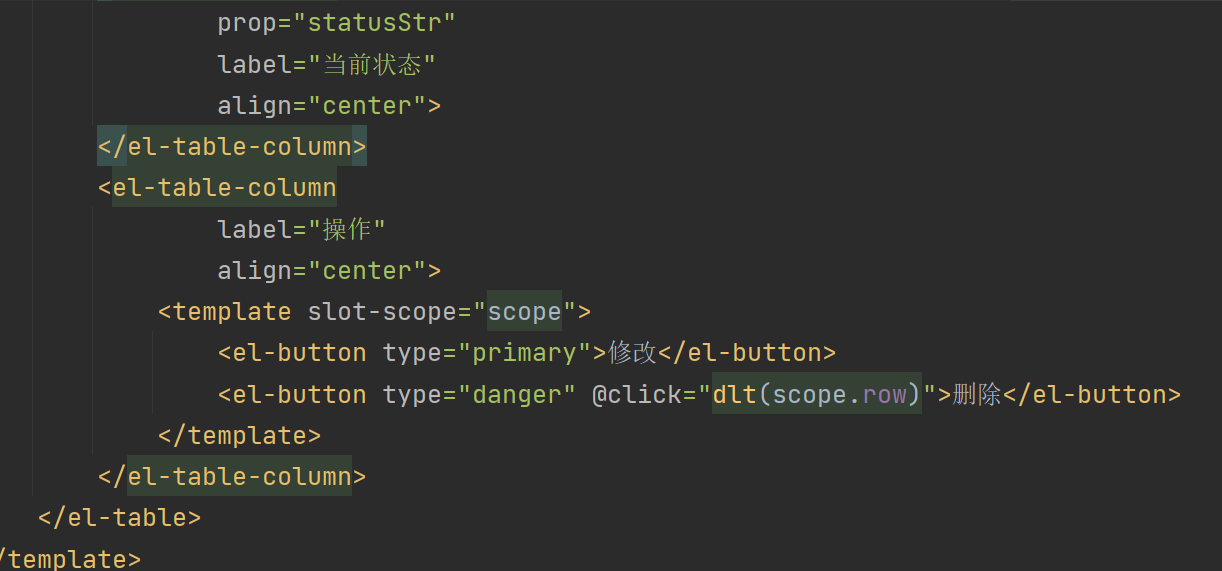 prop="statusStr"
label="当前状态"
align="center">
</el-table-column>
<el-table-column
label="操作"
align="center">
<template slot-scope="scope">
<el-button type="primary">修改</el-button>
<el-button type="danger" @click="dlt(scope.row)">删除</el-button>
</template>
</el-table-column>
</el-table>
/template>